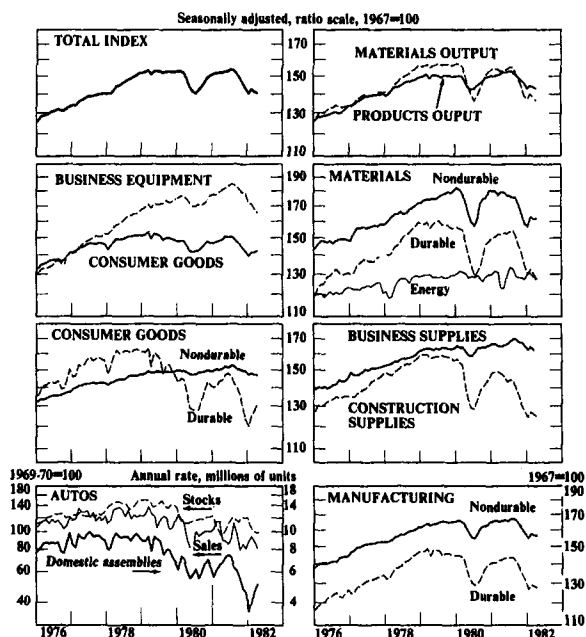 Seasonally adjusted, ratio scale, 1967=100
TOTAL INDEX
170
150
130
110
MATERIALS OUTPUT
PRODUCTS OUPUT
170
150
130
110
BUSINESS EQUIPMENT
CONSUMER GOODS
190
170
150
130
110
MATERIALS
Nondurable
Durable
Energy
190
170
150
130
110
CONSUMER GOODS
Nondurable
Durable
170
150
130
110
BUSINESS SUPPLIES
CONSTRUCTION
SUPPLIES
170
150
130
110
1969-70=100 Annual rate, millions of units
AUTOS
Stocks
Sales
Domestic assemblies
180
140
100
80
60
40
18
14
10
8
6
4
1976 1978 1980 1982
1967=100
MANUFACTURING
Nondurable
Durable
190
170
150
130
110
1976 1978 1980 1982